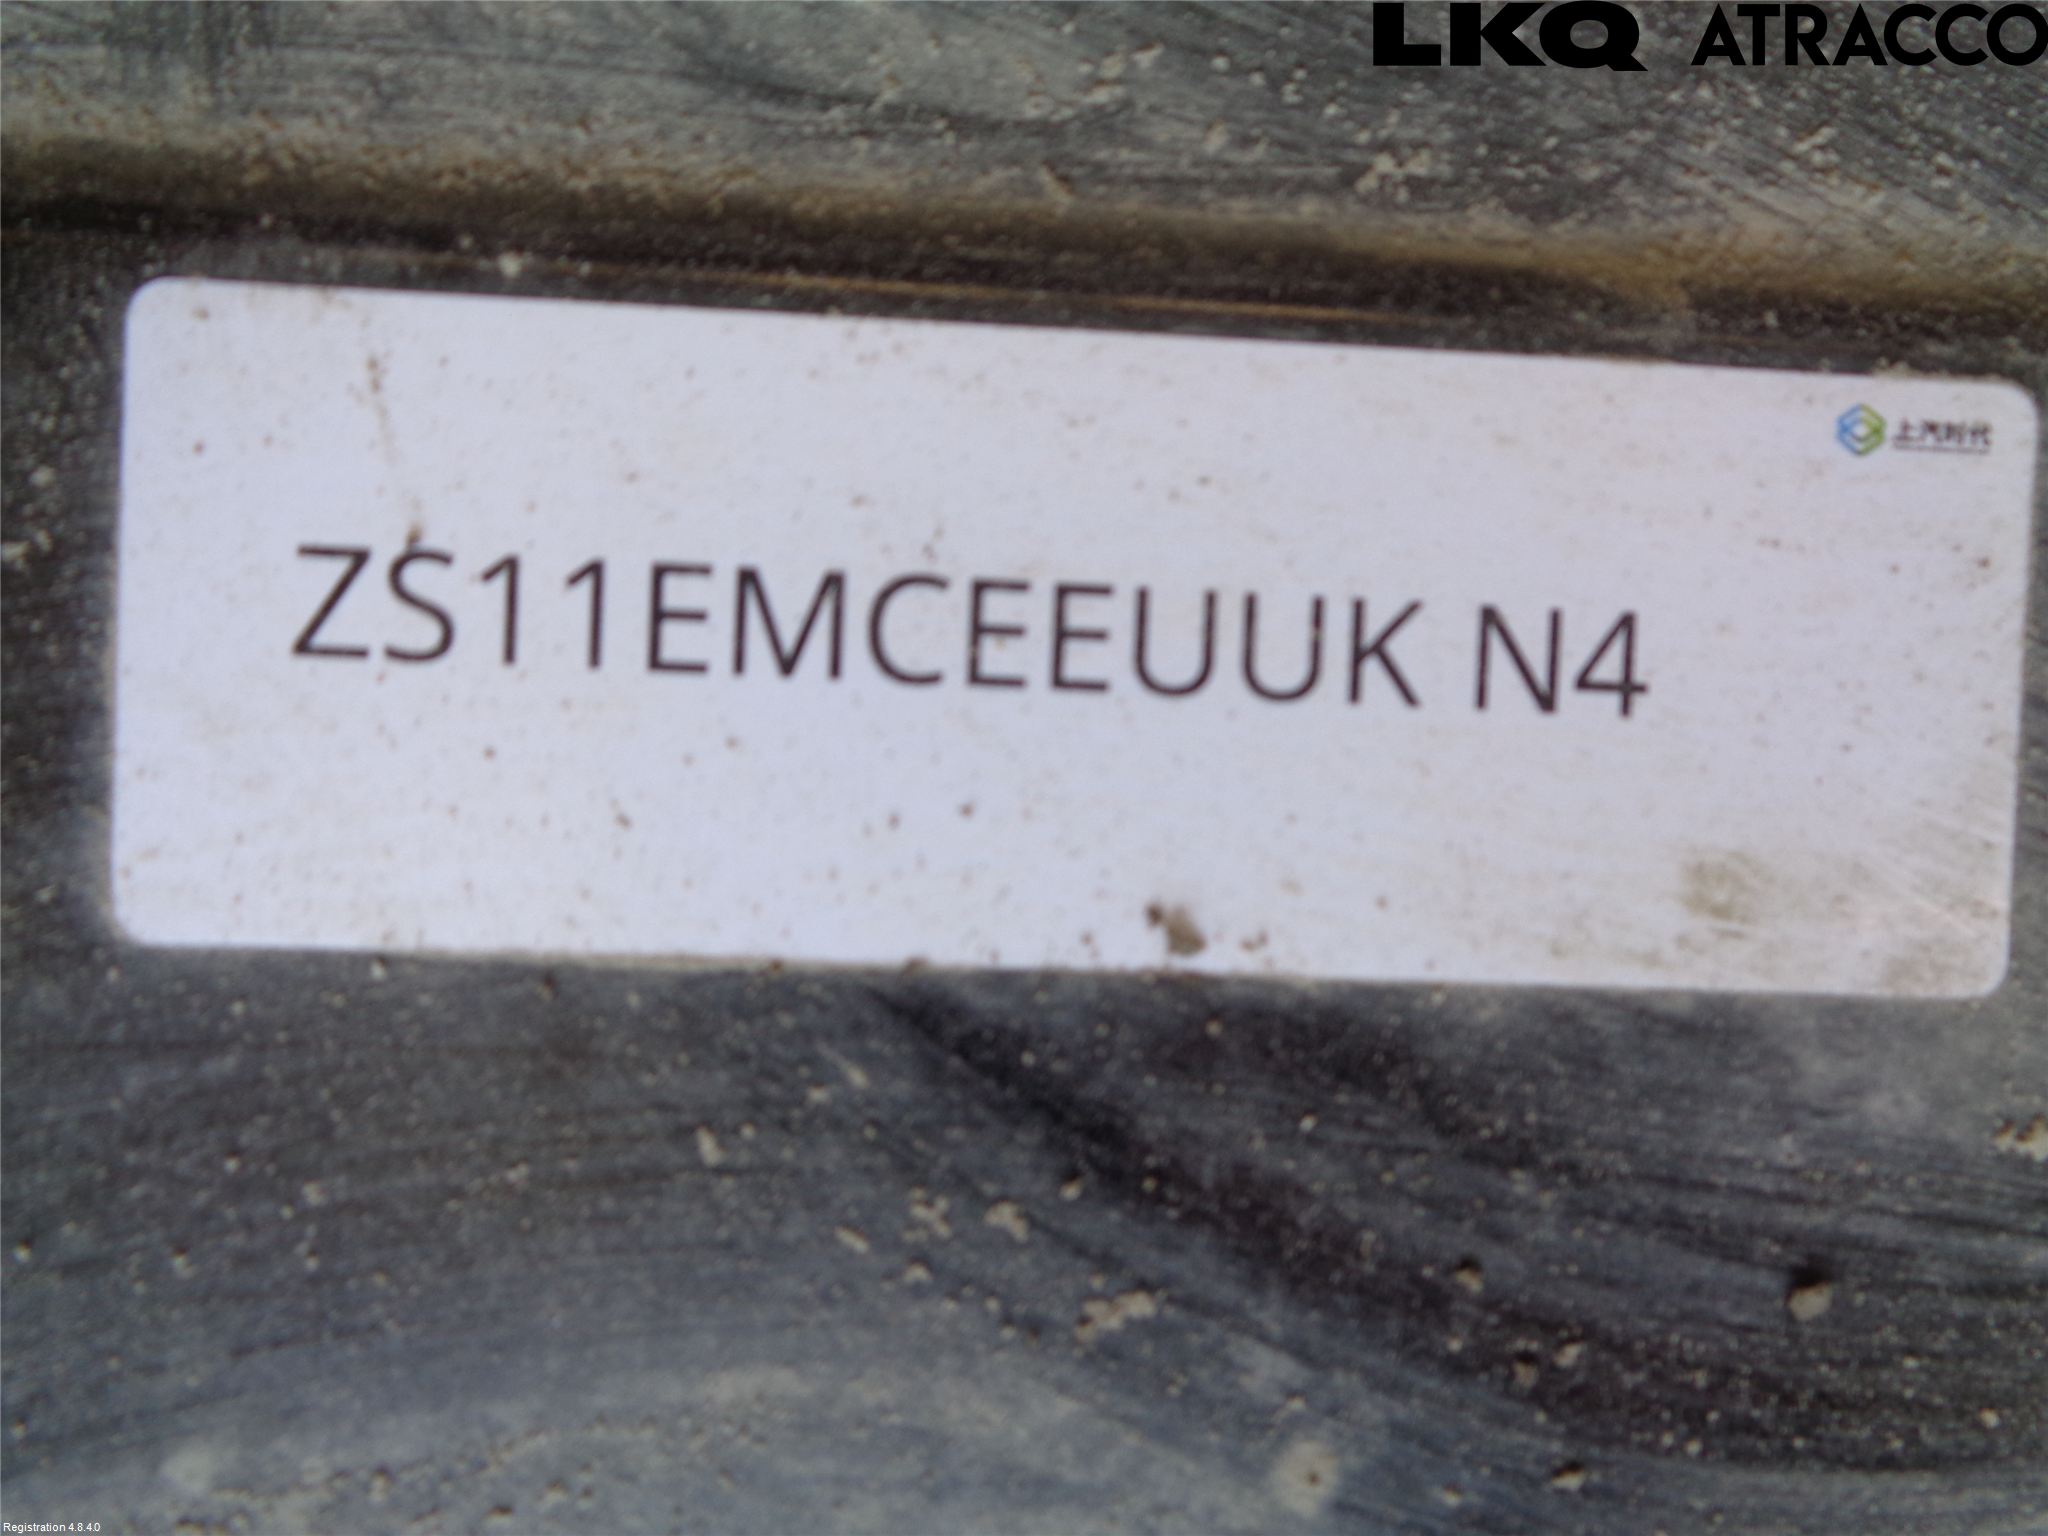 LKQ ATRACCO
上汽时代
ZS11EMCEEUUK N4
Registration 4.8.4.0